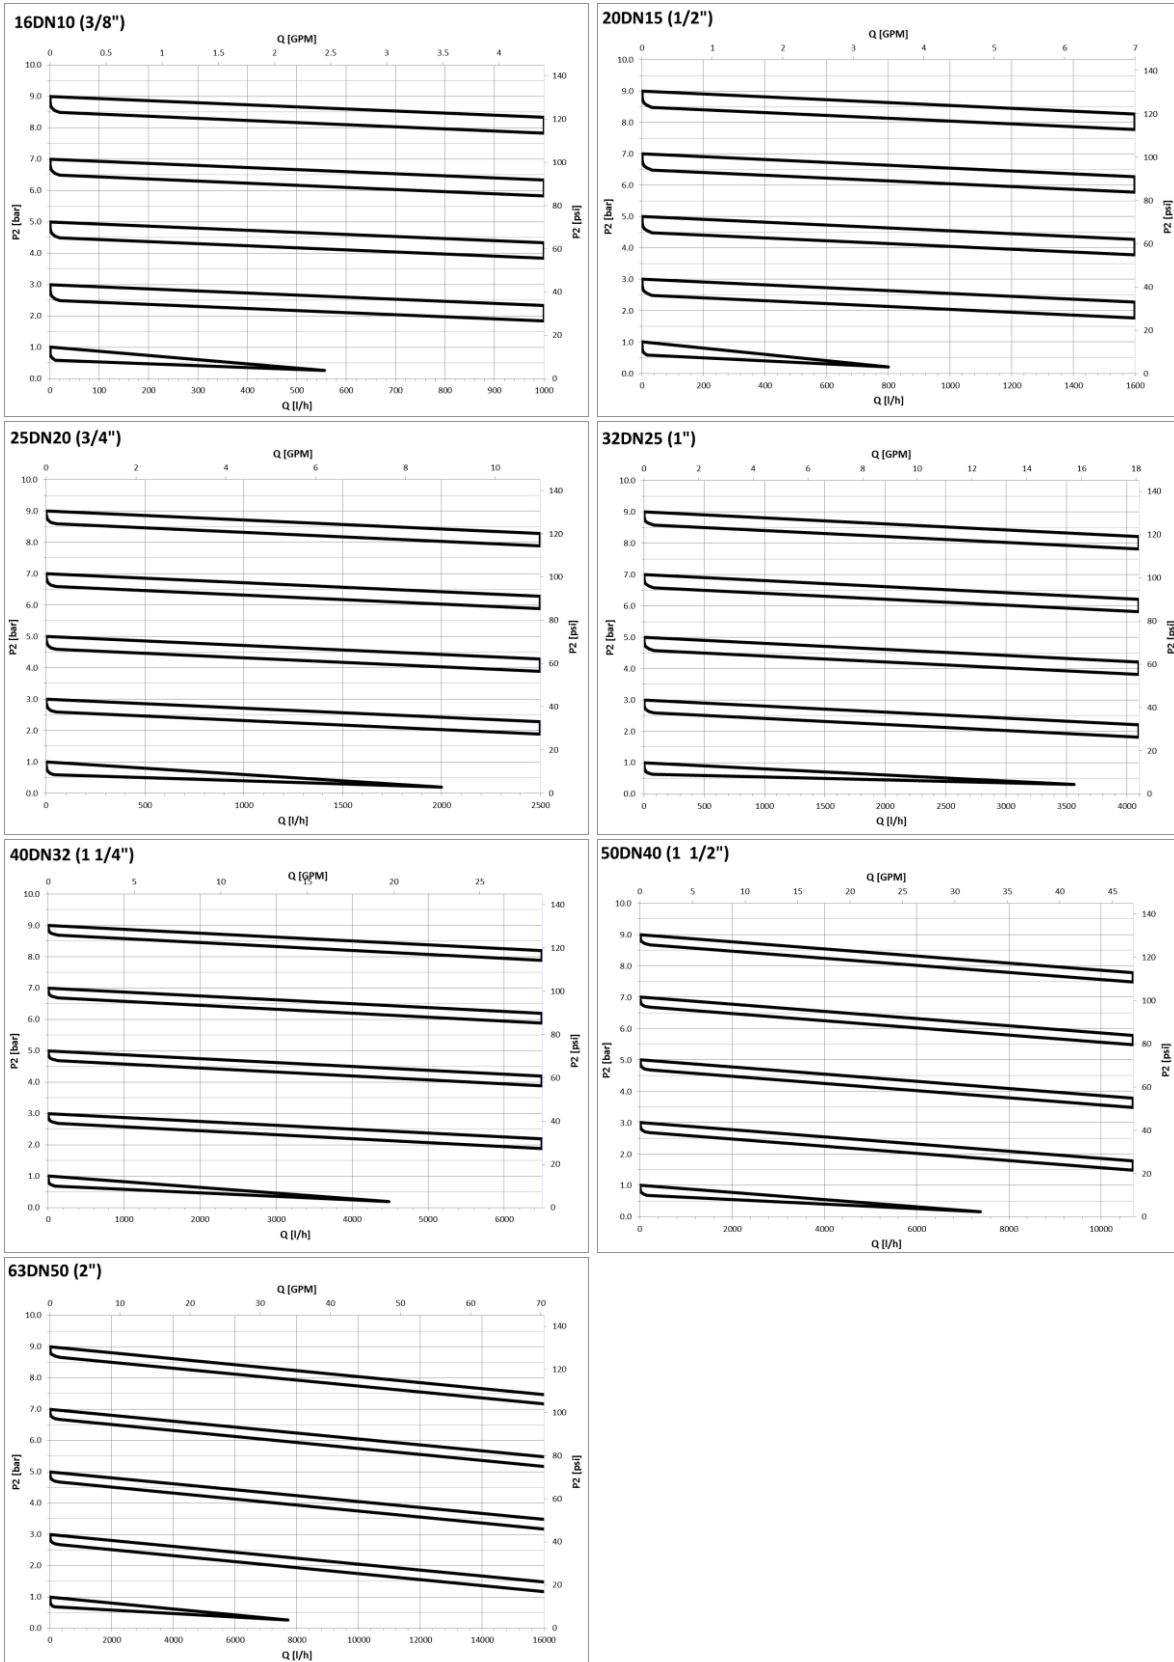 16DN10 (3/8")
Q [GPM]
0 0.5 1 1.5 2 2.5 3 3.5 4
10.0
9.0
8.0
7.0
6.0
5.0
4.0
3.0
2.0
1.0
0.0
P2 [bar]
140
120
100
80
60
40
20
0
P2 [psi]
0 100 200 300 400 500 600 700 800 900 1000
Q [l/h]
20DN15 (1/2")
Q [GPM]
0 1 2 3 4 5 6 7
10.0
9.0
8.0
7.0
6.0
5.0
4.0
3.0
2.0
1.0
0.0
P2 [bar]
140
120
100
80
60
40
20
0
P2 [psi]
0 200 400 600 800 1000 1200 1400 1600
Q [l/h]
25DN20 (3/4")
Q [GPM]
0 2 4 6 8 10
10.0
9.0
8.0
7.0
6.0
5.0
4.0
3.0
2.0
1.0
0.0
P2 [bar]
140
120
100
80
60
40
20
0
P2 [psi]
0 500 1000 1500 2000 2500
Q [l/h]
32DN25 (1")
Q [GPM]
0 2 4 6 8 10 12 14 16 18
10.0
9.0
8.0
7.0
6.0
5.0
4.0
3.0
2.0
1.0
0.0
P2 [bar]
140
120
100
80
60
40
20
0
P2 [psi]
0 500 1000 1500 2000 2500 3000 3500 4000
Q [l/h]
40DN32 (1 1/4")
Q [GPM]
0 5 10 15 20 25
10.0
9.0
8.0
7.0
6.0
5.0
4.0
3.0
2.0
1.0
0.0
P2 [bar]
140
120
100
80
60
40
20
0
P2 [psi]
0 1000 2000 3000 4000 5000 6000
Q [l/h]
50DN40 (1 1/2")
Q [GPM]
0 5 10 15 20 25 30 35 40 45
10.0
9.0
8.0
7.0
6.0
5.0
4.0
3.0
2.0
1.0
0.0
P2 [bar]
140
120
100
80
60
40
20
0
P2 [psi]
0 2000 4000 6000 8000 10000
Q [l/h]
63DN50 (2")
Q [GPM]
0 10 20 30 40 50 60 70
10.0
9.0
8.0
7.0
6.0
5.0
4.0
3.0
2.0
1.0
0.0
P2 [bar]
140
120
100
80
60
40
20
0
P2 [psi]
0 2000 4000 6000 8000 10000 12000 14000 16000
Q [l/h]